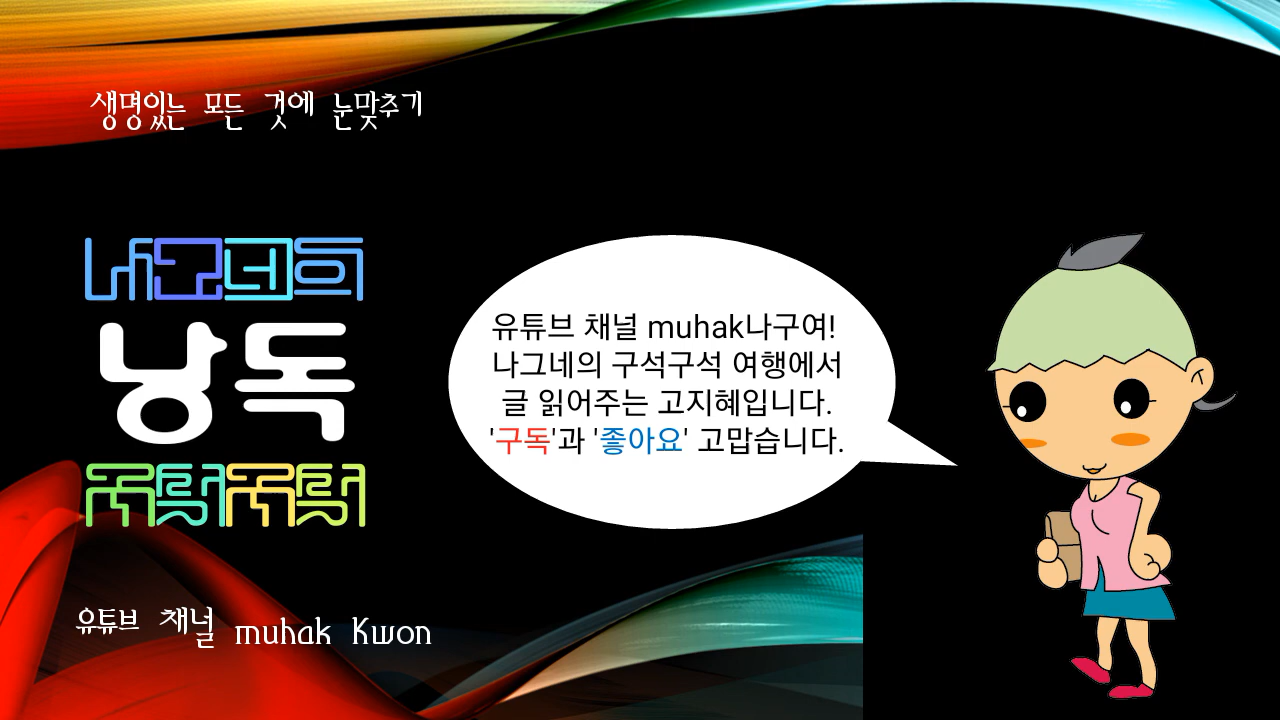 생명있는 모든 것에 눈맞추기
나그네의
낭독
구석구석
유튜브 채널 muhak나구여!
나그네의 구석구석 여행에서
글 읽어주는 고지혜입니다.
'구독'과 '좋아요' 고맙습니다.
유튜브 채널 muhak Kwon